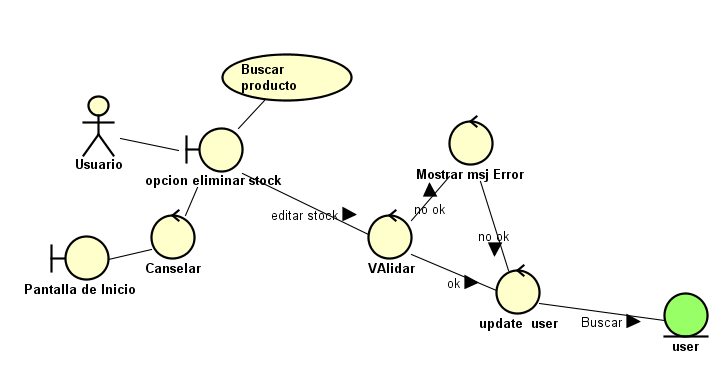 Buscar
producto
Usuario
opcion eliminar stock
Mostrar msj Error
editar stock
no ok
no ok
Canselar
VAlidar
Pantalla de Inicio
ok
update user
Buscar
user